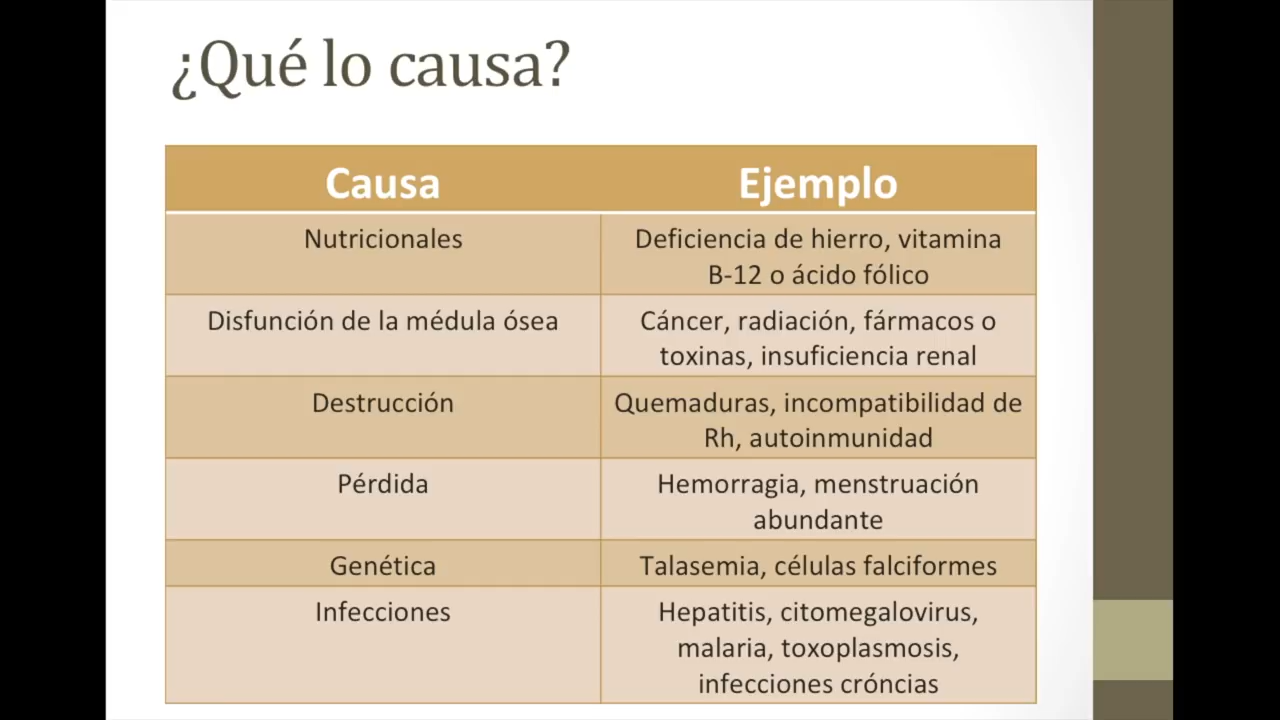 ¿Qué lo causa?
Causa
Ejemplo
Nutricionales
Deficiencia de hierro, vitamina
B-12 o ácido fólico
Disfunción de la médula ósea
Cáncer, radiación, fármacos o
toxinas, insuficiencia renal
Destrucción
Quemaduras, incompatibilidad de
Rh, autoinmunidad
Pérdida
Hemorragia, menstruación
abundante
Genética
Talasemia, células falciformes
Infecciones
Hepatitis, citomegalovirus,
malaria, toxoplasmosis,
infecciones cróncias